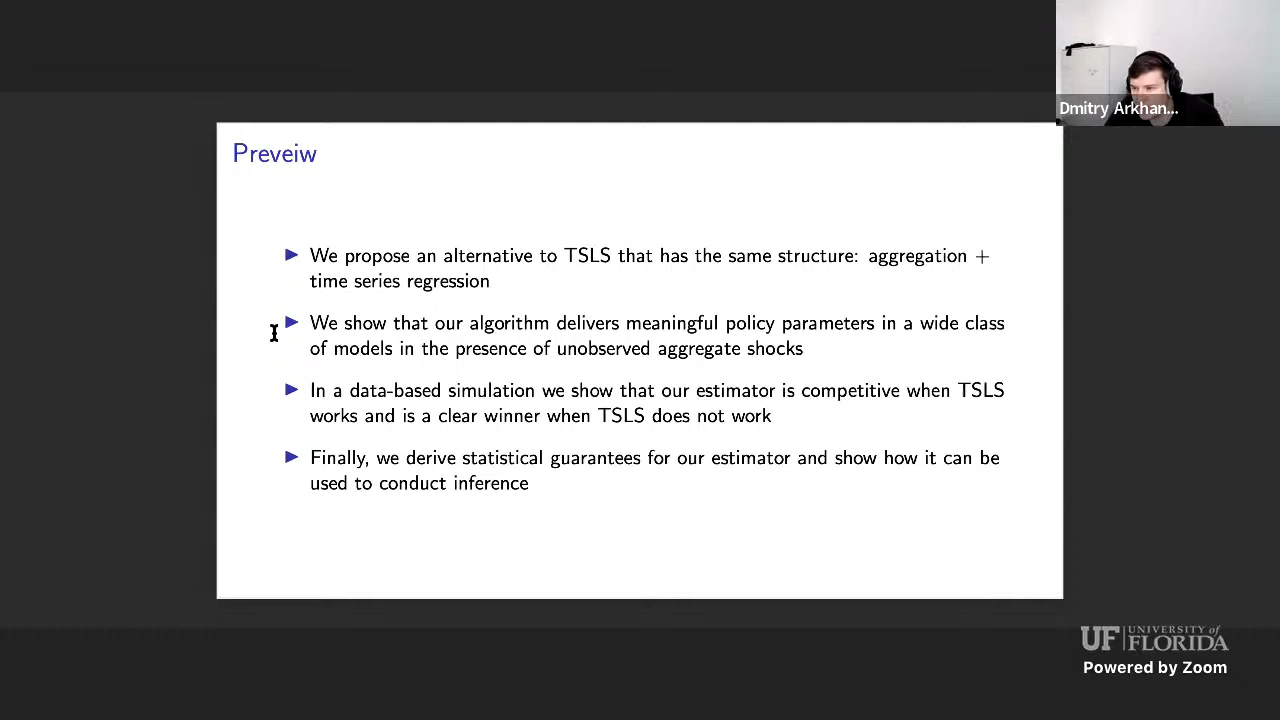 Dmitry Arkhan...
Preveiw
▶ We propose an alternative to TSLS that has the same structure: aggregation +
time series regression
▶ We show that our algorithm delivers meaningful policy parameters in a wide class
of models in the presence of unobserved aggregate shocks
▶ In a data-based simulation we show that our estimator is competitive when TSLS
works and is a clear winner when TSLS does not work
▶ Finally, we derive statistical guarantees for our estimator and show how it can be
used to conduct inference
UF UNIVERSITY of
FLORIDA
Powered by Zoom